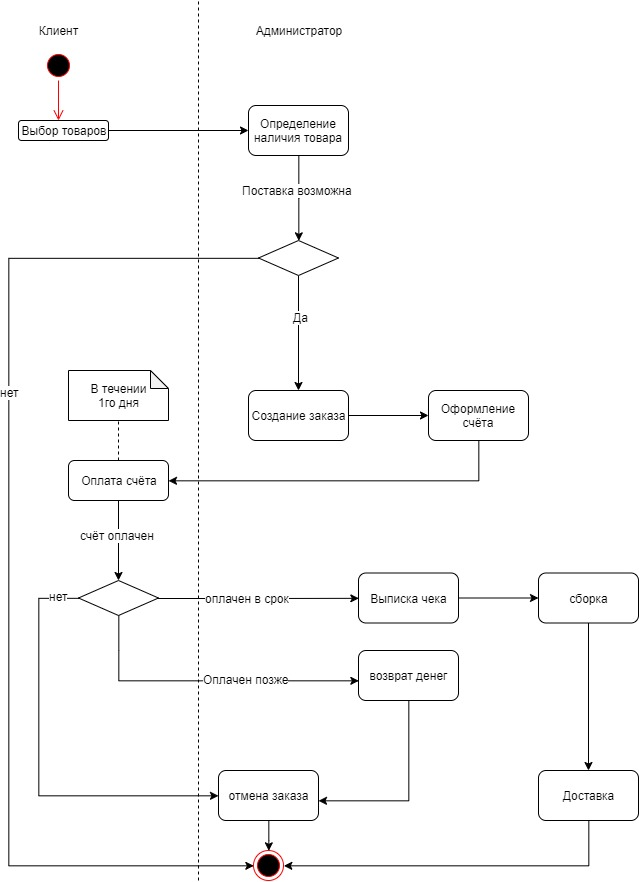 Клиент
Администратор
Выбор товаров
Определение
наличия товара
Поставка возможна
Да
нет
В течении
1го дня
Создание заказа
Оформление
счёта
Оплата счёта
счёт оплачен
нет
оплачен в срок
Выписка чека
сборка
Оплачен позже
возврат денег
отмена заказа
Доставка